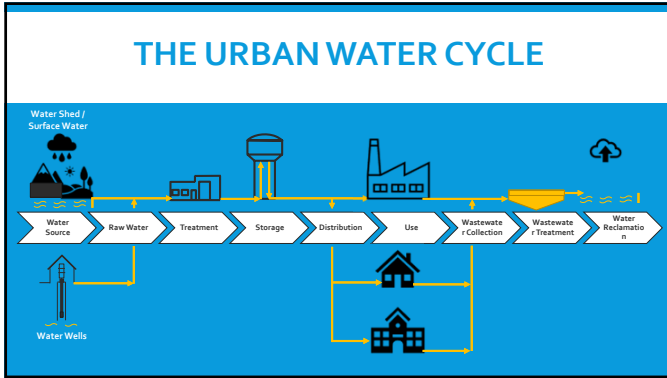 THE URBAN WATER CYCLE
Water Shed /
Surface Water
Water
Source
Raw Water
Treatment
Storage
Distribution
Use
Wastewate
r Collection
Wastewate
r Treatment
Water
Reclamatio
n
Water Wells